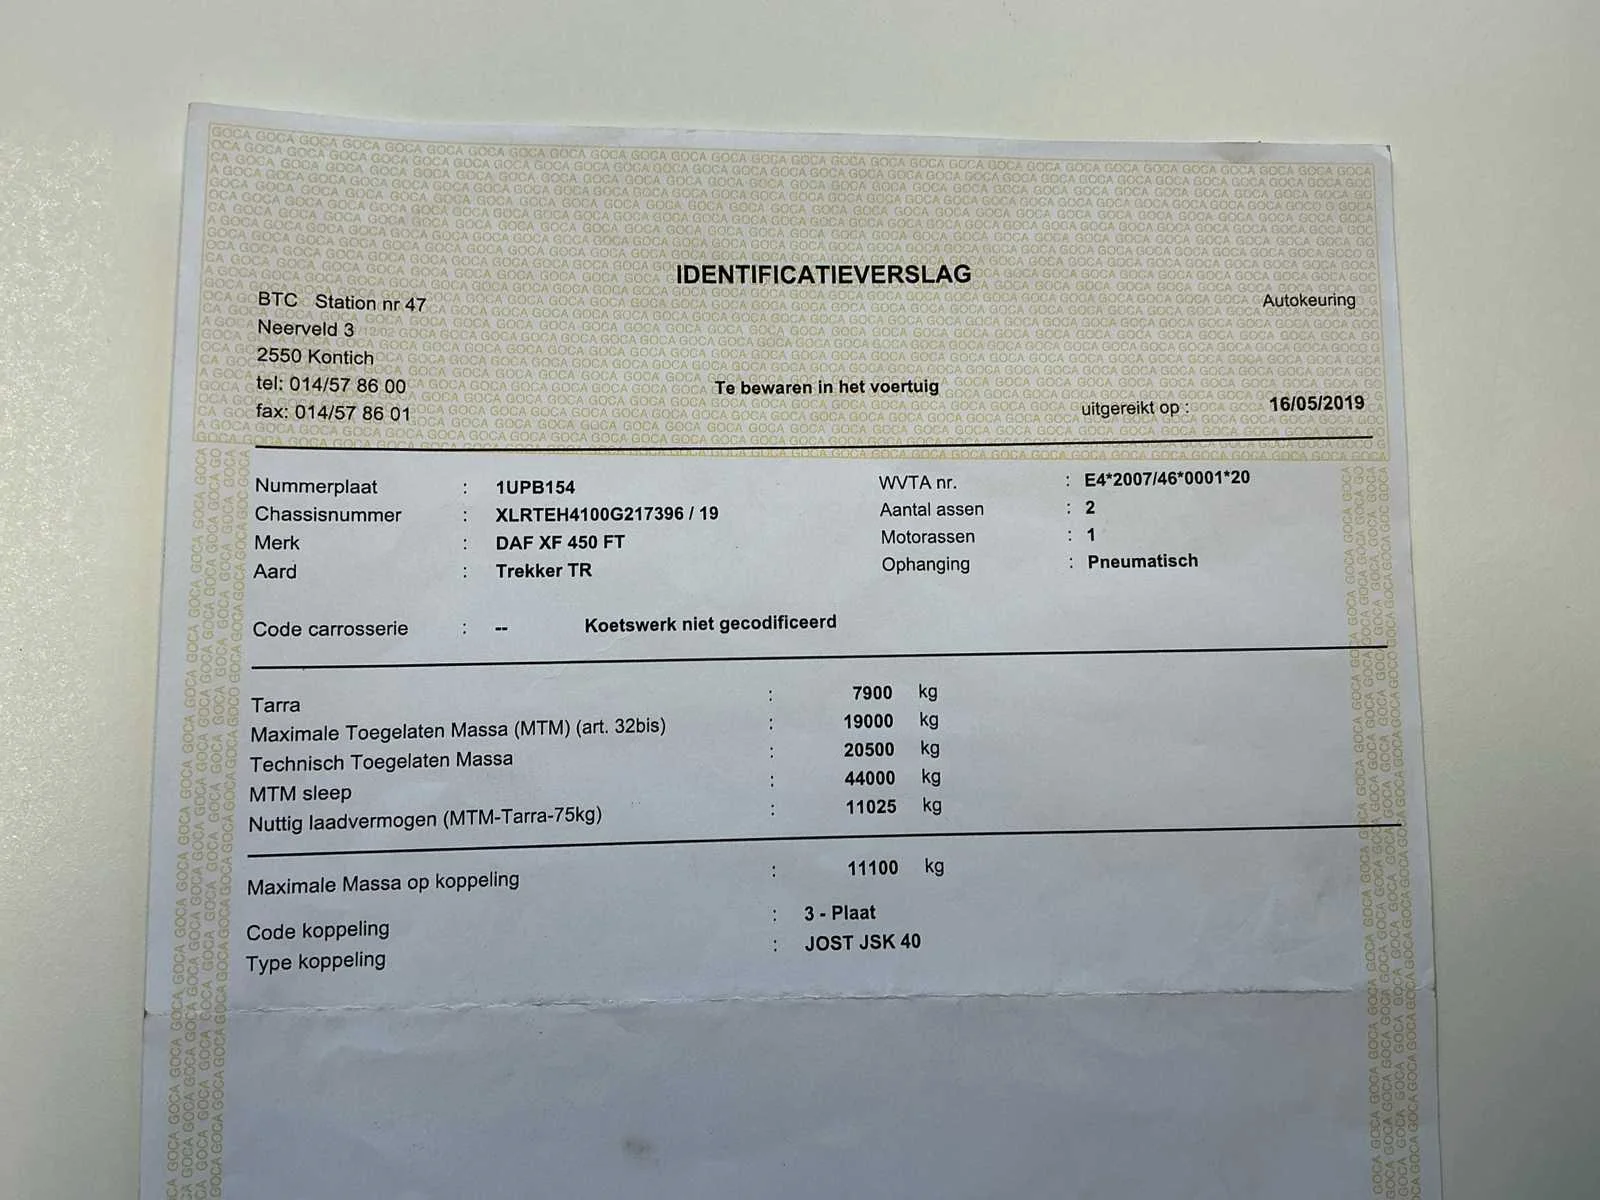 IDENTIFICATIEVERSLAG
BTC Station nr 47
Autokeuring
Neerveld 3
2550 Kontich
tel: 014/57 86 00
Te bewaren in het voertuig
fax: 014/57 86 01
uitgereikt op : 16/05/2019
Nummerplaat : 1UPB154
WVTA nr. : E4*2007/46*0001*20
Chassisnummer : XLRTEH4100G217396 / 19
Aantal assen : 2
Merk : DAF XF 450 FT
Motorassen : 1
Aard : Trekker TR
Ophanging : Pneumatisch
Code carrosserie : -- Koetswerk niet gecodificeerd
Tarra : 7900 kg
Maximale Toegelaten Massa (MTM) (art. 32bis) : 19000 kg
Technisch Toegelaten Massa : 20500 kg
MTM sleep : 44000 kg
Nuttig laadvermogen (MTM-Tarra-75kg) : 11025 kg
Maximale Massa op koppeling : 11100 kg
Code koppeling : 3 - Plaat
Type koppeling : JOST JSK 40